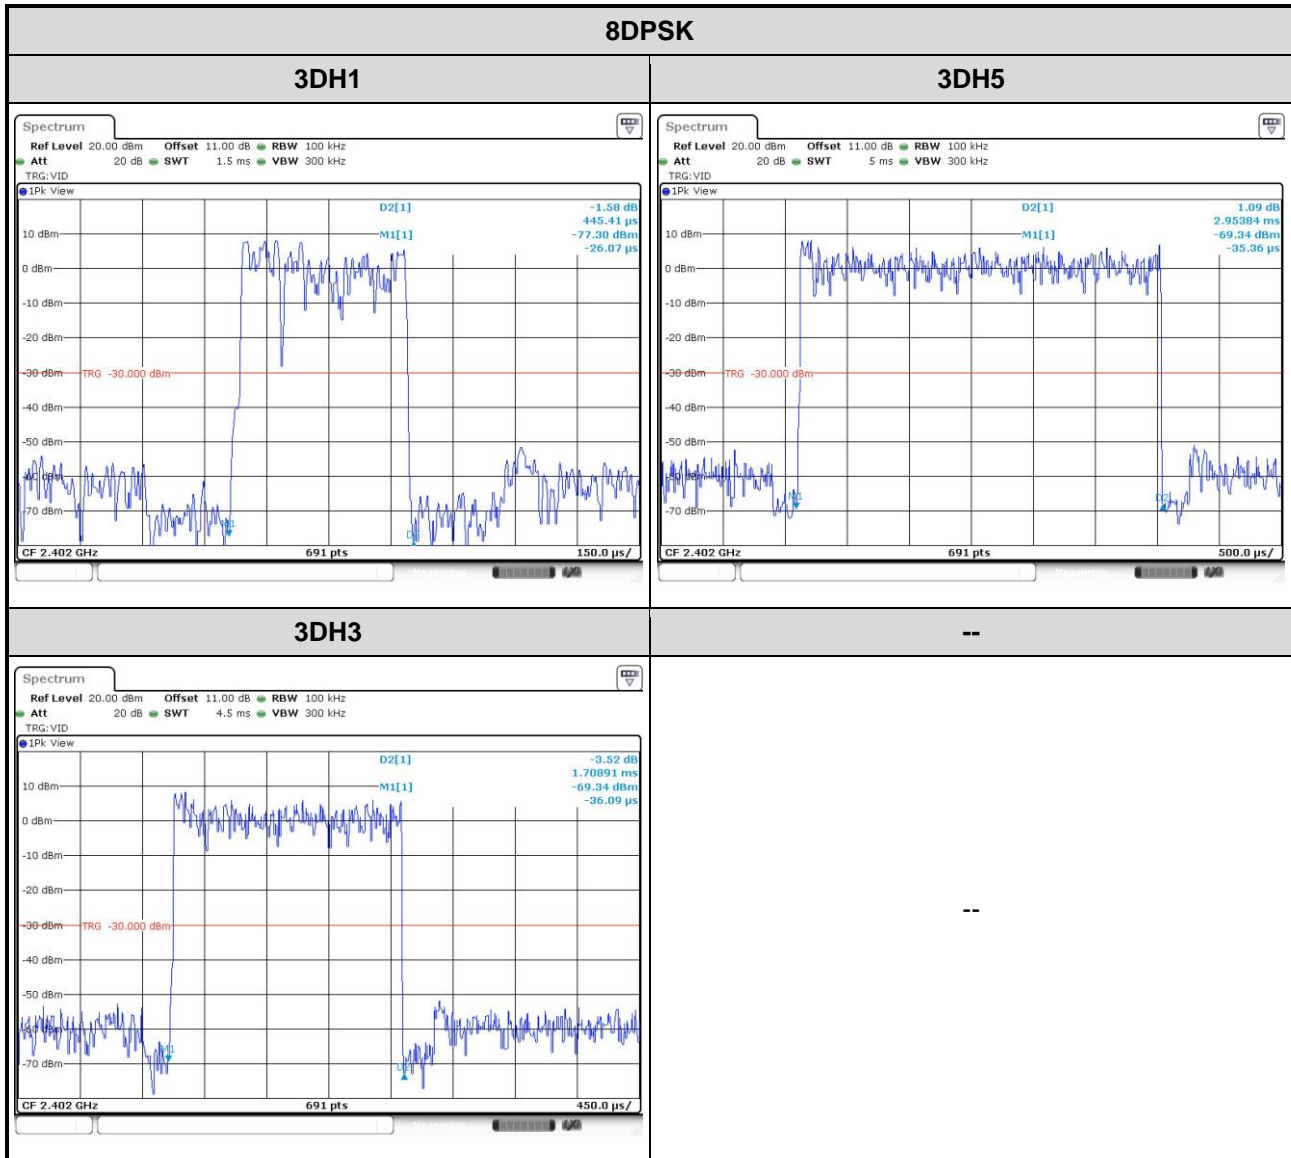 8DPSK
3DH1
3DH5
Spectrum
Ref Level 20.00 dBm Offset 11.00 dB RBW 100 kHz
Att 20 dB SWT 1.5 ms VBW 300 kHz
TRG:VID
1Pk View
D2[1] -1.58 dB
445.41 µs
M1[1] -77.30 dBm
-26.07 µs
10 dBm
0 dBm
-10 dBm
-20 dBm
-30 dBm TRG -30.000 dBm
-40 dBm
-50 dBm
-60 dBm
-70 dBm
M1
CF 2.402 GHz 691 pts 150.0 µs/
Spectrum
Ref Level 20.00 dBm Offset 11.00 dB RBW 100 kHz
Att 20 dB SWT 5 ms VBW 300 kHz
TRG:VID
1Pk View
D2[1] 1.09 dB
2.95384 ms
M1[1] -69.34 dBm
-35.36 µs
10 dBm
0 dBm
-10 dBm
-20 dBm
-30 dBm TRG -30.000 dBm
-40 dBm
-50 dBm
-60 dBm
-70 dBm
M1
D2
CF 2.402 GHz 691 pts 500.0 µs/
3DH3
--
Spectrum
Ref Level 20.00 dBm Offset 11.00 dB RBW 100 kHz
Att 20 dB SWT 4.5 ms VBW 300 kHz
TRG:VID
1Pk View
D2[1] -3.52 dB
1.70891 ms
M1[1] -69.34 dBm
-36.09 µs
10 dBm
0 dBm
-10 dBm
-20 dBm
-30 dBm TRG -30.000 dBm
-40 dBm
-50 dBm
-60 dBm
-70 dBm
M1
CF 2.402 GHz 691 pts 450.0 µs/
--